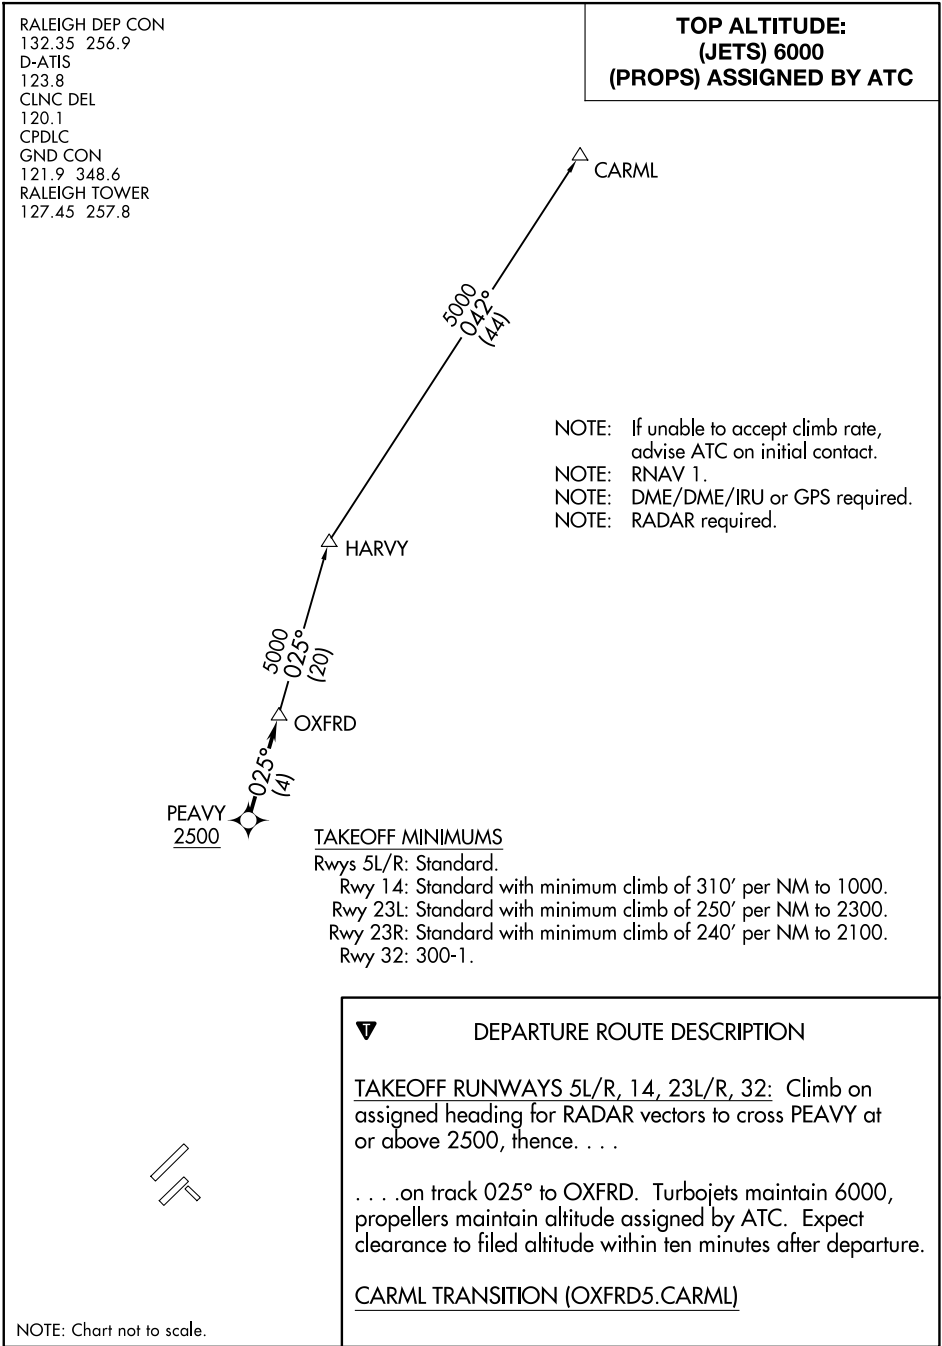 RALEIGH DEP CON
132.35 256.9
D-ATIS
123.8
CLNC DEL
120.1
CPDLC
GND CON
121.9 348.6
RALEIGH TOWER
127.45 257.8
TOP ALTITUDE:
(JETS) 6000
(PROPS) ASSIGNED BY ATC
CARML
5000
042°
(44)
NOTE: If unable to accept climb rate,
advise ATC on initial contact.
NOTE: RNAV 1.
NOTE: DME/DME/IRU or GPS required.
NOTE: RADAR required.
HARVY
5000
025°
(20)
OXFRD
025°
(4)
PEAVY
2500
TAKEOFF MINIMUMS
Rwys 5L/R: Standard.
Rwy 14: Standard with minimum climb of 310' per NM to 1000.
Rwy 23L: Standard with minimum climb of 250' per NM to 2300.
Rwy 23R: Standard with minimum climb of 240' per NM to 2100.
Rwy 32: 300-1.
T DEPARTURE ROUTE DESCRIPTION
TAKEOFF RUNWAYS 5L/R, 14, 23L/R, 32: Climb on
assigned heading for RADAR vectors to cross PEAVY at
or above 2500, thence. . . .
. . . .on track 025° to OXFRD. Turbojets maintain 6000,
propellers maintain altitude assigned by ATC. Expect
clearance to filed altitude within ten minutes after departure.
CARML TRANSITION (OXFRD5.CARML)
NOTE: Chart not to scale.